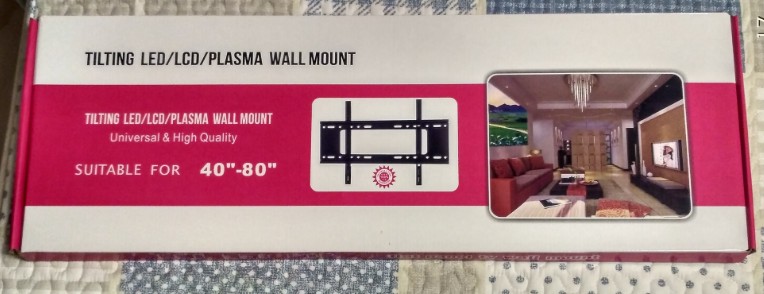 TILTING LED/LCD/PLASMA WALL MOUNT
TILTING LED/LCD/PLASMA WALL MOUNT
Universal & High Quality
SUITABLE FOR 40"-80"